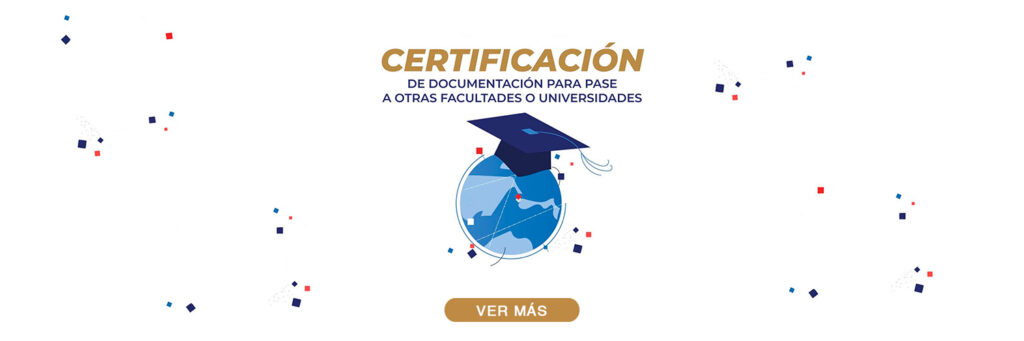 CERTIFICACIÓN
DE DOCUMENTACIÓN PARA PASE
A OTRAS FACULTADES O UNIVERSIDADES
VER MÁS